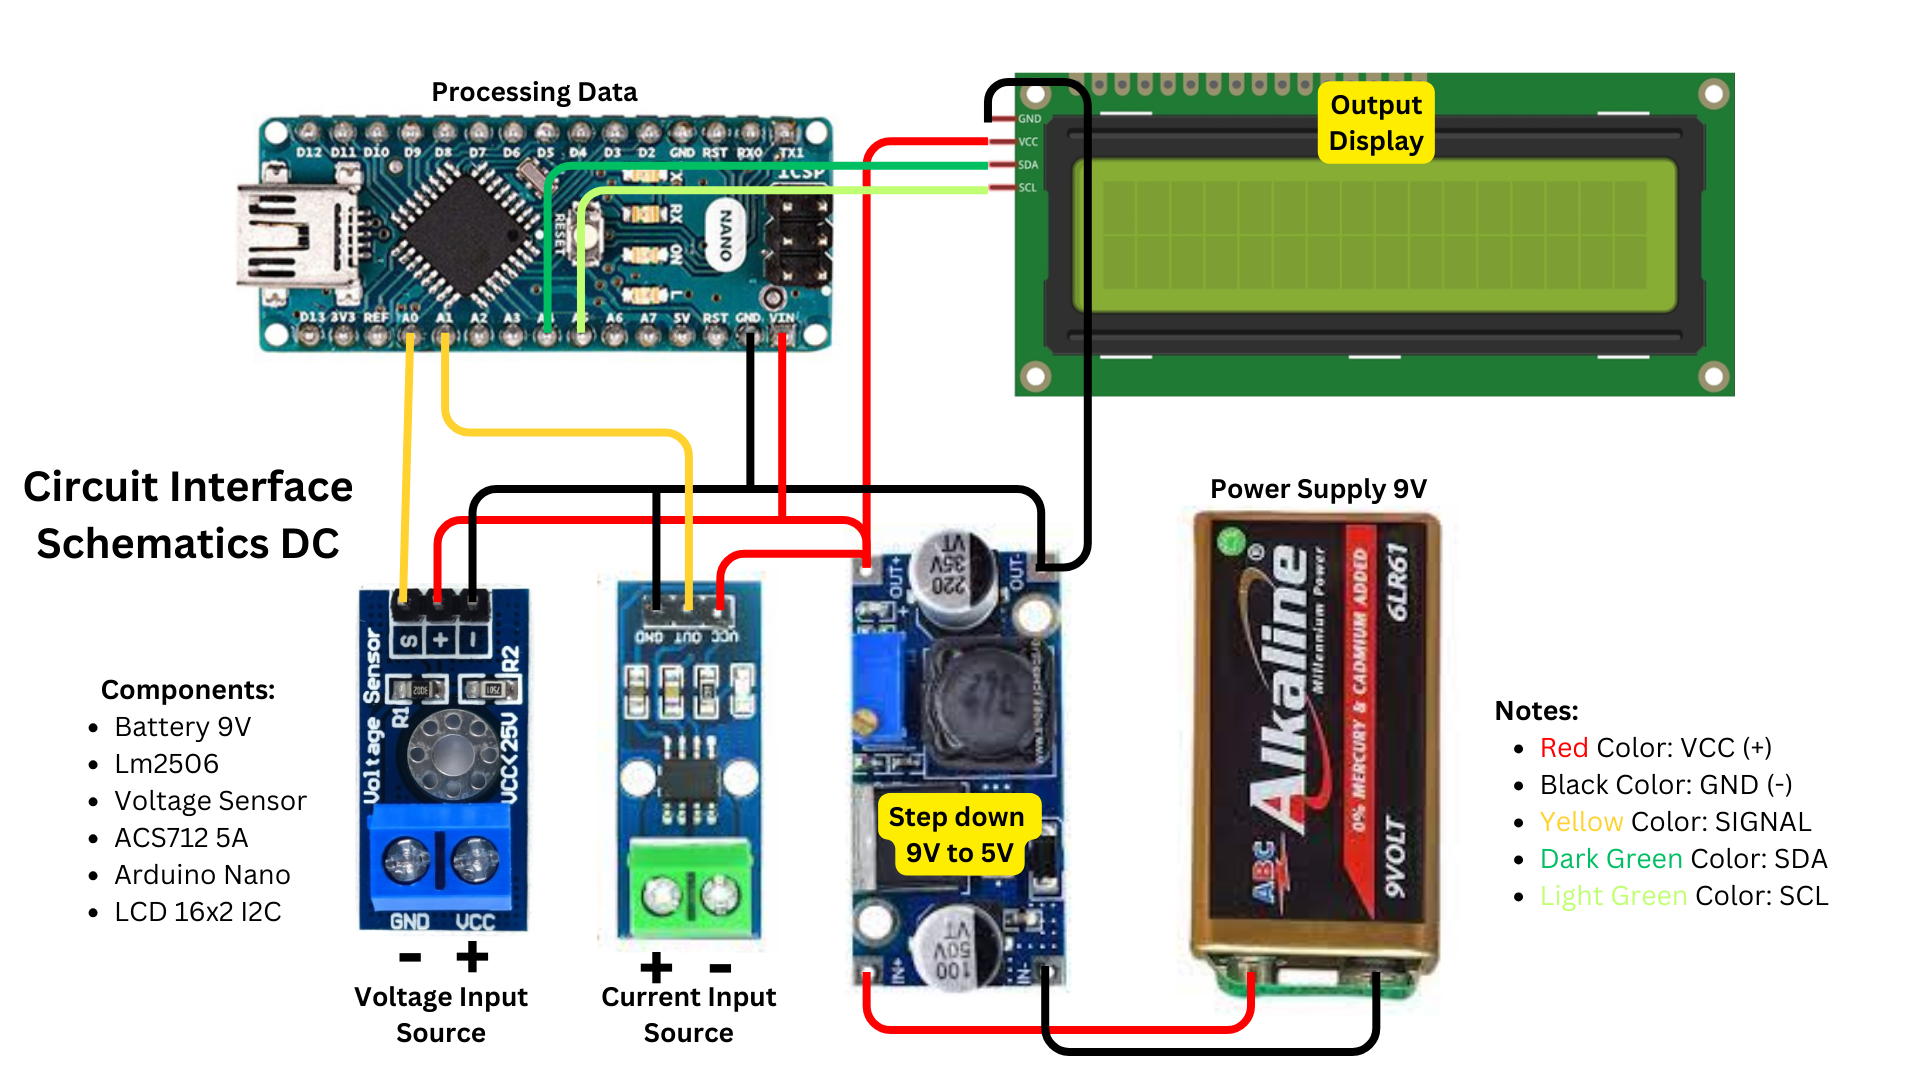 Processing Data
D12 D11 D10 D9 D8 D7 D6 D5 D4 D3 D2 GND RST RX0 TX1
ICSP
RESET
RX
ON
L
NANO
D13 3V3 REF A0 A1 A2 A3 A4 A5 A6 A7 5V RST GND VIN
GND
VCC
SDA
SCL
Output
Display
Circuit Interface
Schematics DC
Components:
Battery 9V
Lm2506
Voltage Sensor
ACS712 5A
Arduino Nano
LCD 16x2 I2C
S + -
Voltage Sensor
R1
R2
VCC<25V
GND VCC
- +
Voltage Input
Source
GND OUT VCC
+ -
Current Input
Source
OUT+
OUT-
220
35V
VT
Step down
9V to 5V
100
50V
VT
IN+
IN-
Power Supply 9V
ABC
Alkaline®
Millennium Power
0% MERCURY & CADMIUM ADDED
6LR61
9VOLT
Notes:
Red Color: VCC (+)
Black Color: GND (-)
Yellow Color: SIGNAL
Dark Green Color: SDA
Light Green Color: SCL